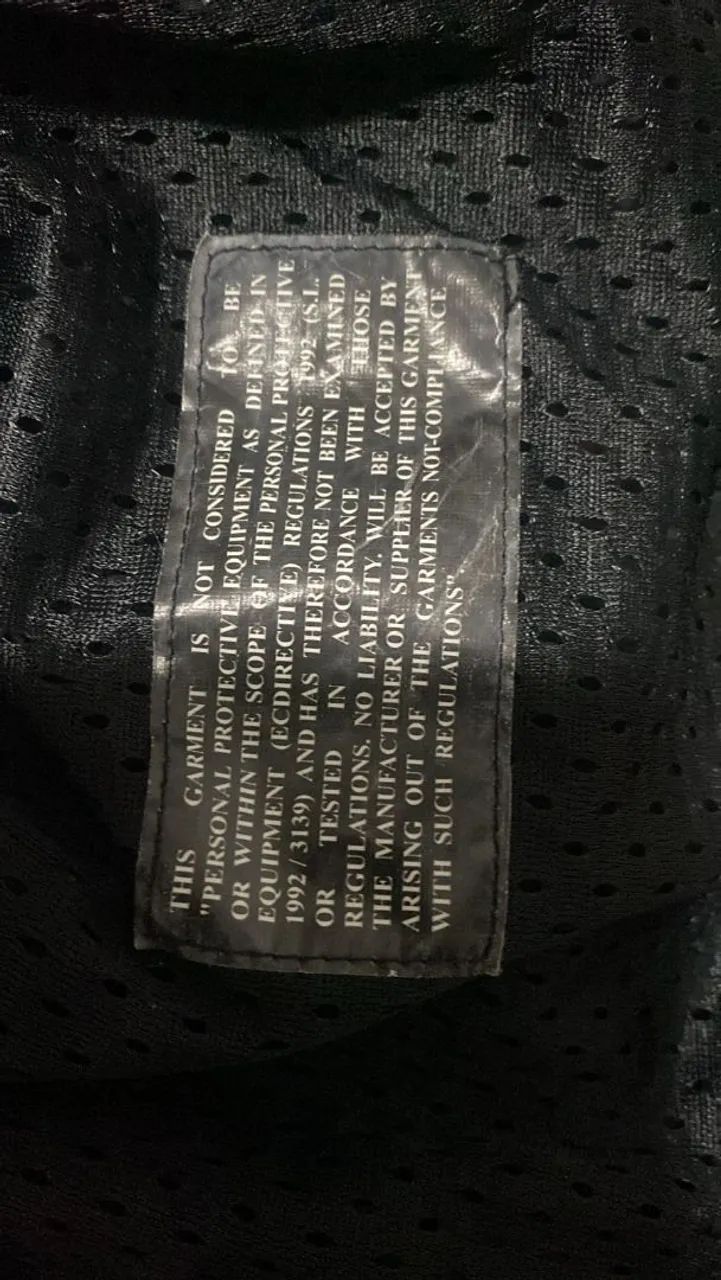 THIS GARMENT IS NOT CONSIDERED TO BE
"PERSONAL PROTECTIVE EQUIPMENT AS DEFINED IN
OR WITHIN THE SCOPE OF THE PERSONAL PROTECTIVE
EQUIPMENT (ECDIRECTIVE) REGULATIONS 1992 (S.I.
1992 / 3139) AND HAS THEREFORE NOT BEEN EXAMINED
OR TESTED IN ACCORDANCE WITH THOSE
REGULATIONS. NO LIABILITY. WILL BE ACCEPTED BY
THE MANUFACTURER OR SUPPLIER OF THIS GARMENT
ARISING OUT OF THE GARMENTS NOT-COMPLIANCE
WITH SUCH REGULATIONS"